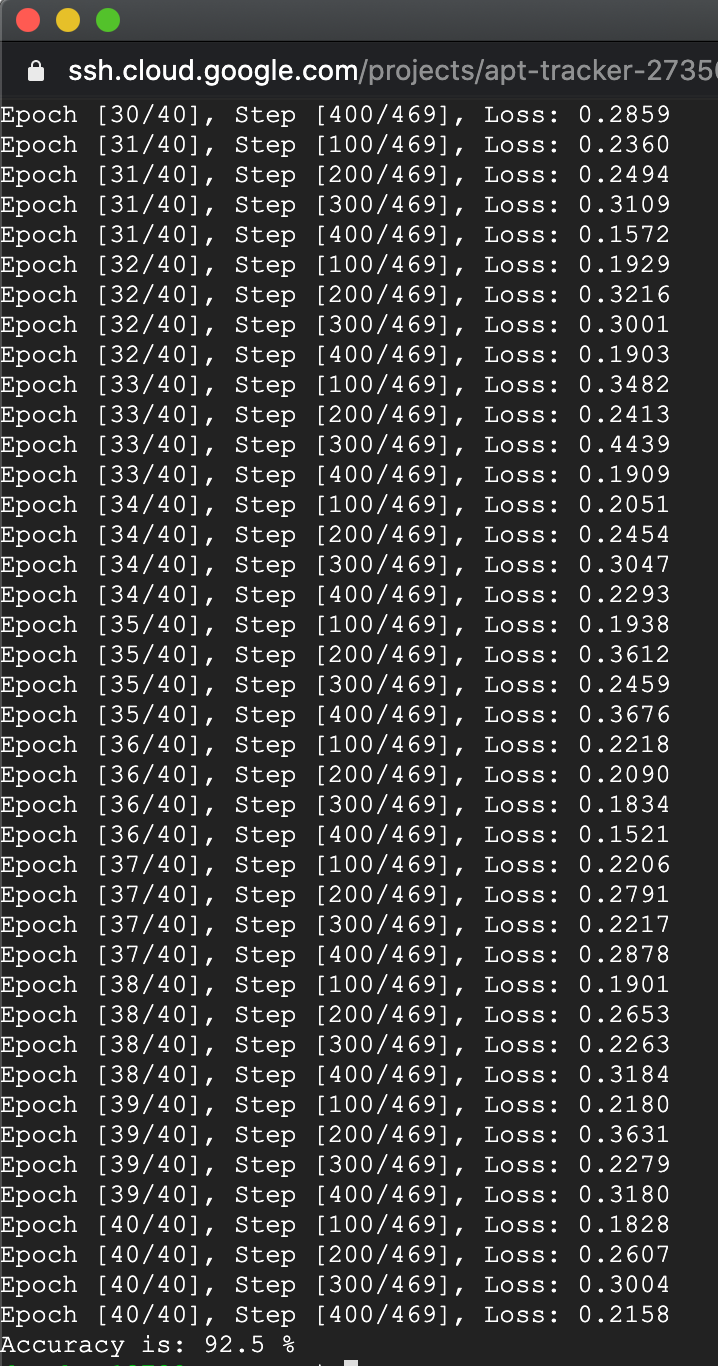 ssh.cloud.google.com/projects/apt-tracker-2735
Epoch [30/40], Step [400/469], Loss: 0.2859
Epoch [31/40], Step [100/469], Loss: 0.2360
Epoch [31/40], Step [200/469], Loss: 0.2494
Epoch [31/40], Step [300/469], Loss: 0.3109
Epoch [31/40], Step [400/469], Loss: 0.1572
Epoch [32/40], Step [100/469], Loss: 0.1929
Epoch [32/40], Step [200/469], Loss: 0.3216
Epoch [32/40], Step [300/469], Loss: 0.3001
Epoch [32/40], Step [400/469], Loss: 0.1903
Epoch [33/40], Step [100/469], Loss: 0.3482
Epoch [33/40], Step [200/469], Loss: 0.2413
Epoch [33/40], Step [300/469], Loss: 0.4439
Epoch [33/40], Step [400/469], Loss: 0.1909
Epoch [34/40], Step [100/469], Loss: 0.2051
Epoch [34/40], Step [200/469], Loss: 0.2454
Epoch [34/40], Step [300/469], Loss: 0.3047
Epoch [34/40], Step [400/469], Loss: 0.2293
Epoch [35/40], Step [100/469], Loss: 0.1938
Epoch [35/40], Step [200/469], Loss: 0.3612
Epoch [35/40], Step [300/469], Loss: 0.2459
Epoch [35/40], Step [400/469], Loss: 0.3676
Epoch [36/40], Step [100/469], Loss: 0.2218
Epoch [36/40], Step [200/469], Loss: 0.2090
Epoch [36/40], Step [300/469], Loss: 0.1834
Epoch [36/40], Step [400/469], Loss: 0.1521
Epoch [37/40], Step [100/469], Loss: 0.2206
Epoch [37/40], Step [200/469], Loss: 0.2791
Epoch [37/40], Step [300/469], Loss: 0.2217
Epoch [37/40], Step [400/469], Loss: 0.2878
Epoch [38/40], Step [100/469], Loss: 0.1901
Epoch [38/40], Step [200/469], Loss: 0.2653
Epoch [38/40], Step [300/469], Loss: 0.2263
Epoch [38/40], Step [400/469], Loss: 0.3184
Epoch [39/40], Step [100/469], Loss: 0.2180
Epoch [39/40], Step [200/469], Loss: 0.3631
Epoch [39/40], Step [300/469], Loss: 0.2279
Epoch [39/40], Step [400/469], Loss: 0.3180
Epoch [40/40], Step [100/469], Loss: 0.1828
Epoch [40/40], Step [200/469], Loss: 0.2607
Epoch [40/40], Step [300/469], Loss: 0.3004
Epoch [40/40], Step [400/469], Loss: 0.2158
Accuracy is: 92.5 %